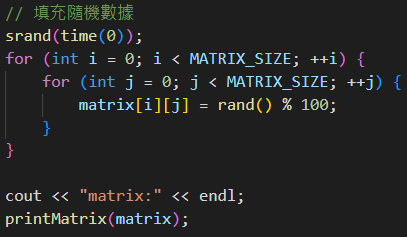 // 填充隨機數據
srand(time(0));
for (int i = 0; i < MATRIX_SIZE; ++i) {
    for (int j = 0; j < MATRIX_SIZE; ++j) {
        matrix[i][j] = rand() % 100;
    }
}

cout << "matrix:" << endl;
printMatrix(matrix);